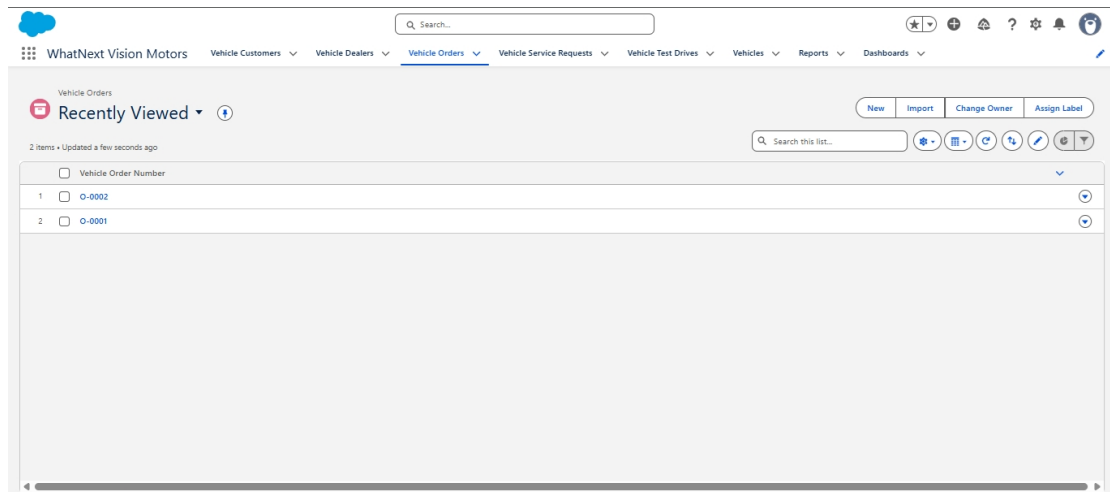 Search...
WhatNext Vision Motors Vehicle Customers Vehicle Dealers Vehicle Orders Vehicle Service Requests Vehicle Test Drives Vehicles Reports Dashboards
Vehicle Orders
Recently Viewed
New Import Change Owner Assign Label
2 items • Updated a few seconds ago
Search this list...
Vehicle Order Number
1 O-0002
2 O-0001